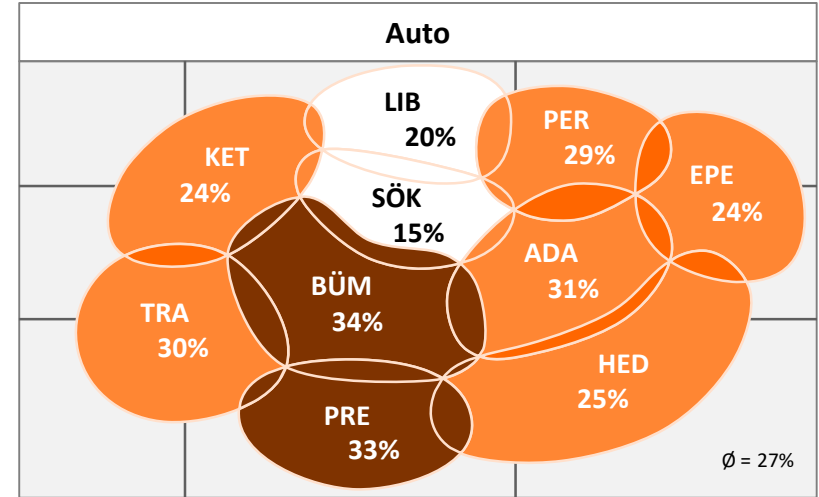 Auto
LIB
20%
PER
29%
KET
24%
EPE
24%
SÖK
15%
ADA
31%
BÜM
34%
TRA
30%
HED
25%
PRE
33%
Ø = 27%